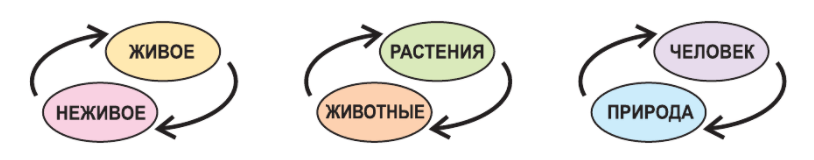 ЖИВОЕ
НЕЖИВОЕ
РАСТЕНИЯ
ЖИВОТНЫЕ
ЧЕЛОВЕК
ПРИРОДА